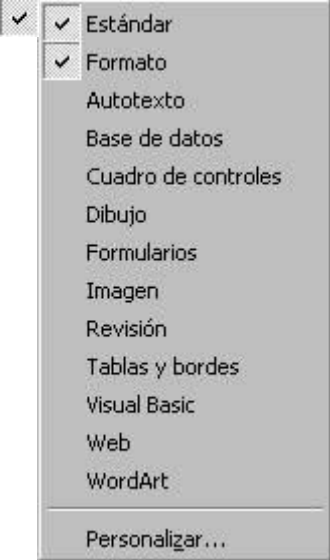 Estándar
Formato
Autotexto
Base de datos
Cuadro de controles
Dibujo
Formularios
Imagen
Revisión
Tablas y bordes
Visual Basic
Web
WordArt
Personalizar...